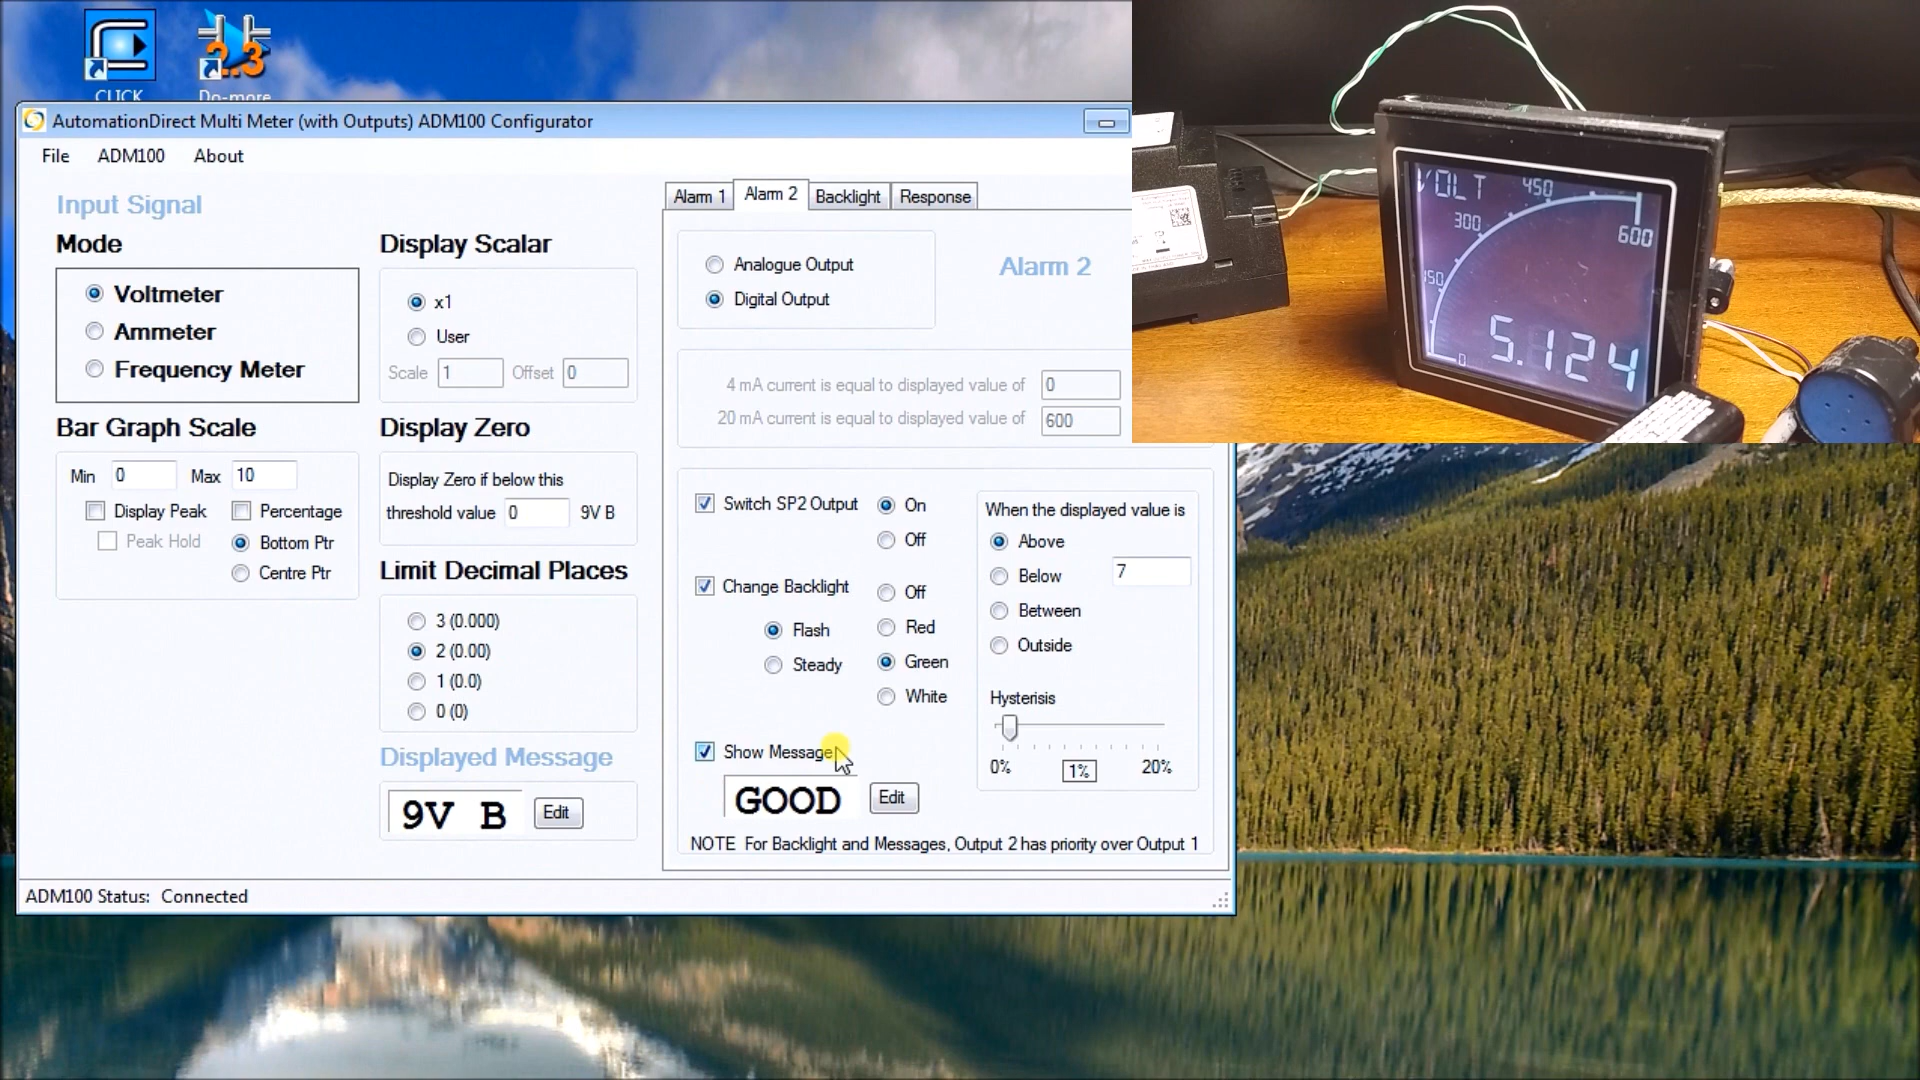 CLICK
Do-more
2.3
AutomationDirect Multi Meter (with Outputs) ADM100 Configurator
File ADM100 About
Input Signal
Mode
Voltmeter
Ammeter
Frequency Meter
Bar Graph Scale
Min 0 Max 10
Display Peak Percentage
Peak Hold Bottom Ptr
Centre Ptr
Display Scalar
x1
User
Scale 1 Offset 0
Display Zero
Display Zero if below this
threshold value 0 9V B
Limit Decimal Places
3 (0.000)
2 (0.00)
1 (0.0)
0 (0)
Displayed Message
9V B Edit
Alarm 1 Alarm 2 Backlight Response
Analogue Output
Digital Output
Alarm 2
4 mA current is equal to displayed value of 0
20 mA current is equal to displayed value of 600
Switch SP2 Output On
Off
Change Backlight Off
Flash Red
Steady Green
White
Show Message
GOOD Edit
When the displayed value is
Above
Below 7
Between
Outside
Hysterisis
0% 1% 20%
NOTE For Backlight and Messages, Output 2 has priority over Output 1
ADM100 Status: Connected
VOLT 450
300
600
150
0
5.124